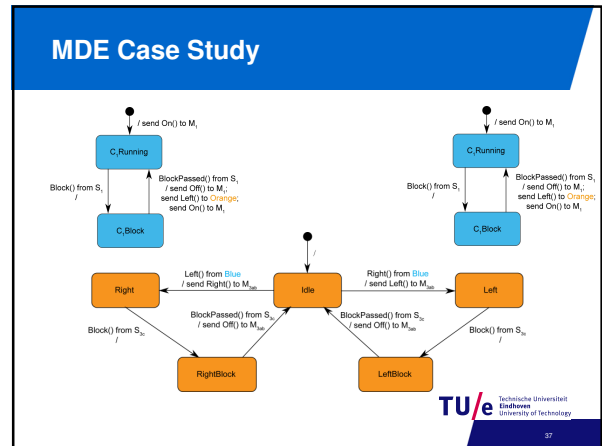 MDE Case Study
/ send On() to M₁
C₁Running
Block() from S₁
/
BlockPassed() from S₁
/ send Off() to M₁;
send Left() to Orange;
send On() to M₁
C₁Block
/ send On() to M₁
C₁Running
Block() from S₁
/
BlockPassed() from S₁
/ send Off() to M₁;
send Left() to Orange;
send On() to M₁
C₁Block
/
Right
Left() from Blue
/ send Right() to M₃ab
Idle
Right() from Blue
/ send Left() to M₃ab
Left
Block() from S₃c
/
BlockPassed() from S₃c
/ send Off() to M₃ab
BlockPassed() from S₃c
/ send Off() to M₃ab
Block() from S₃c
/
RightBlock
LeftBlock
TU/e
Technische Universiteit
Eindhoven
University of Technology
37